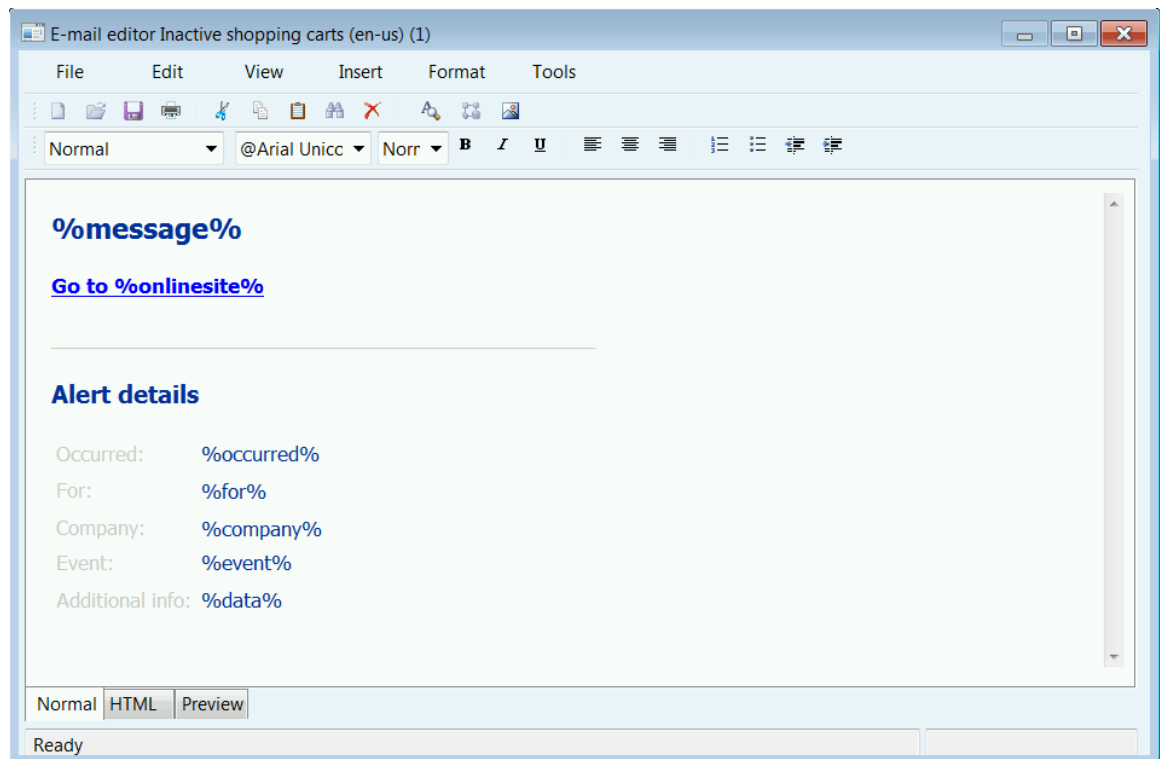 E-mail editor Inactive shopping carts (en-us) (1)
File Edit View Insert Format Tools
Normal @Arial Unicc Norr B I U
%message%
Go to %onlinesite%
Alert details
Occurred: %occurred%
For: %for%
Company: %company%
Event: %event%
Additional info: %data%
Normal HTML Preview
Ready